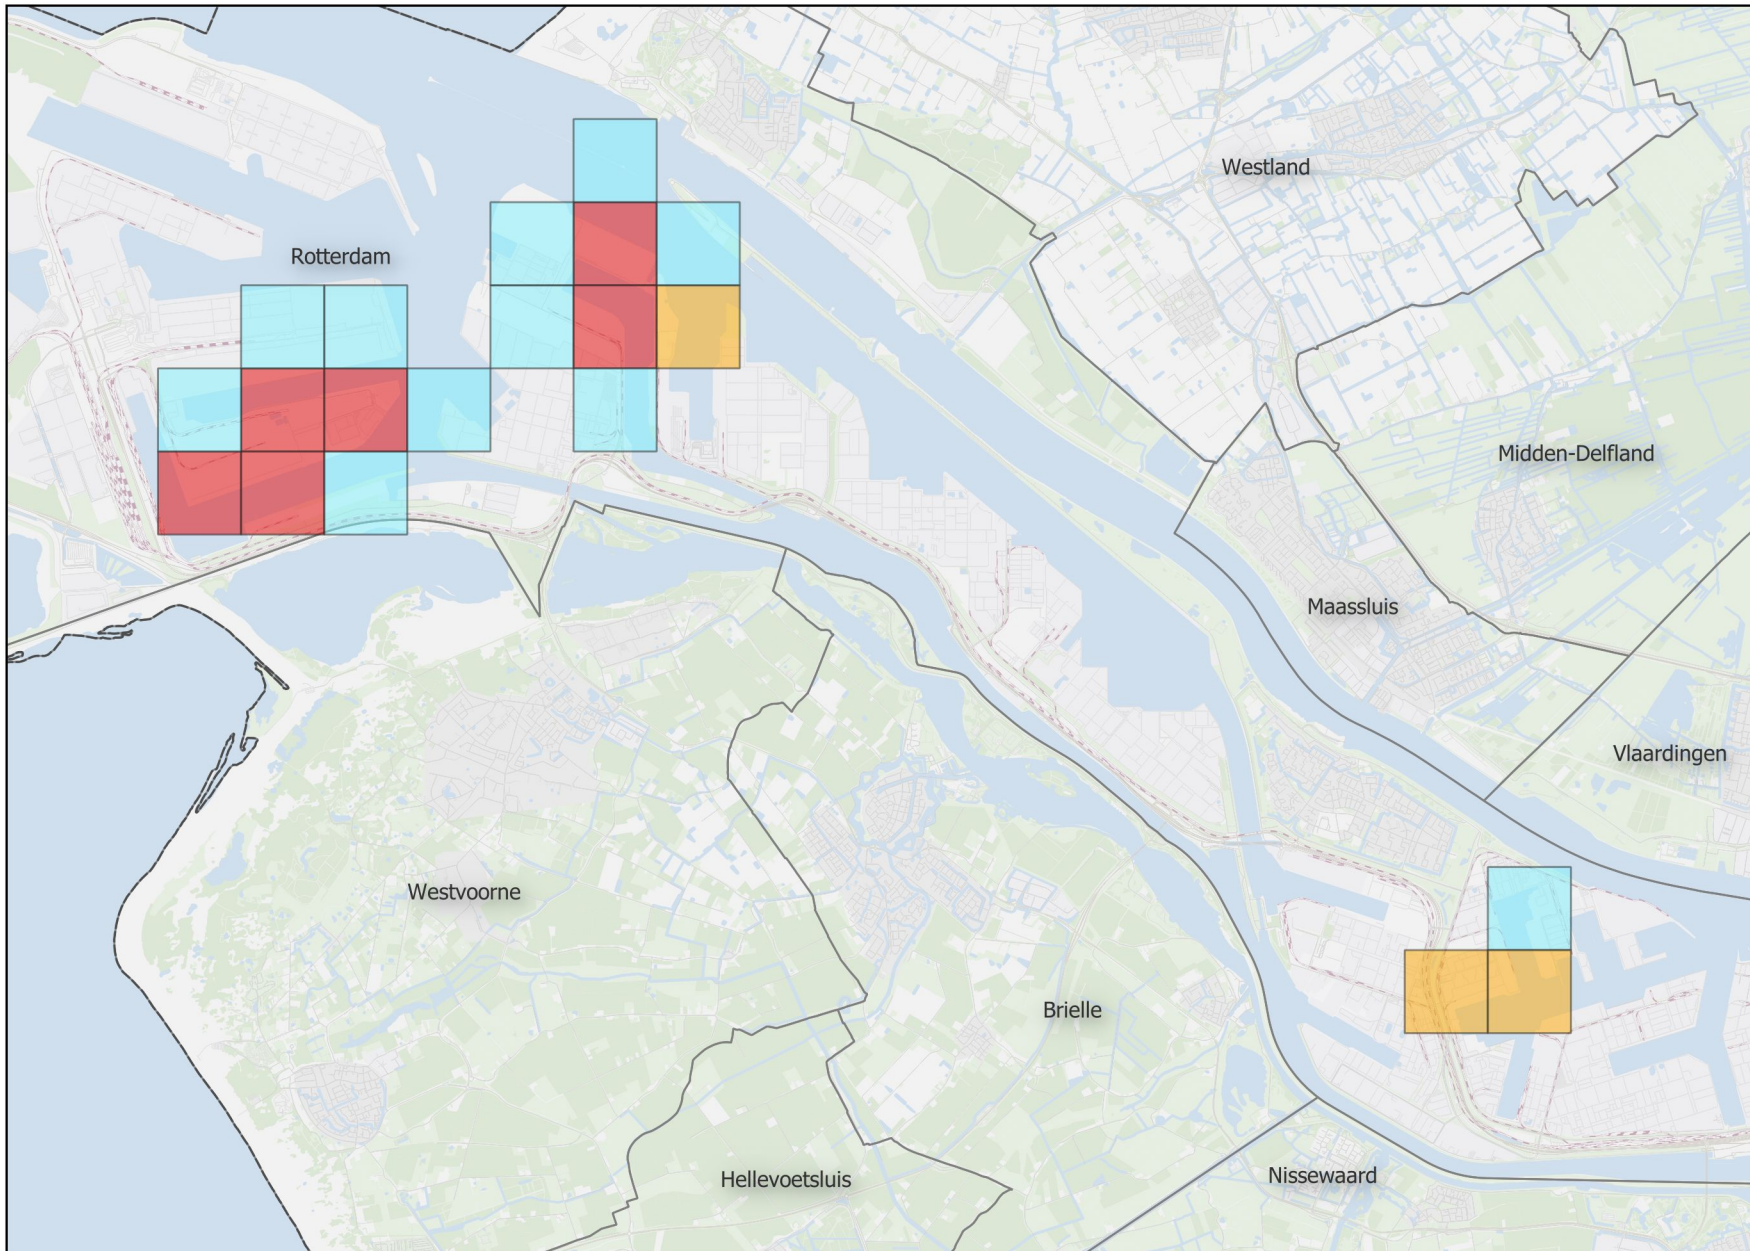 Westland
Rotterdam
Midden-Delfland
Maassluis
Vlaardingen
Westvoorne
Brielle
Hellevoetsluis
Nissewaard